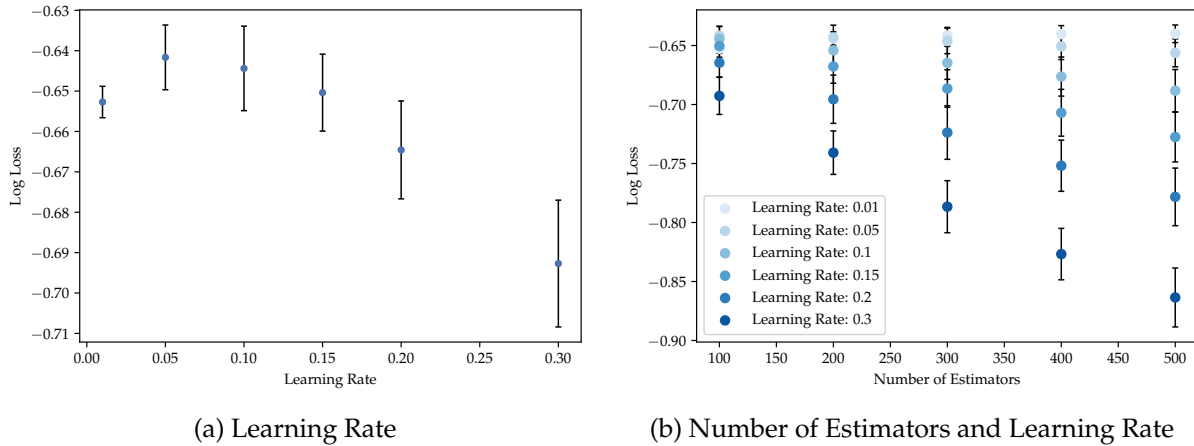 −0.63
−0.64
−0.65
−0.66
−0.67
−0.68
−0.69
−0.70
−0.71
Log Loss
0.00 0.05 0.10 0.15 0.20 0.25 0.30
Learning Rate
(a) Learning Rate
−0.65
−0.70
−0.75
−0.80
−0.85
−0.90
Log Loss
Learning Rate: 0.01
Learning Rate: 0.05
Learning Rate: 0.1
Learning Rate: 0.15
Learning Rate: 0.2
Learning Rate: 0.3
100 150 200 250 300 350 400 450 500
Number of Estimators
(b) Number of Estimators and Learning Rate